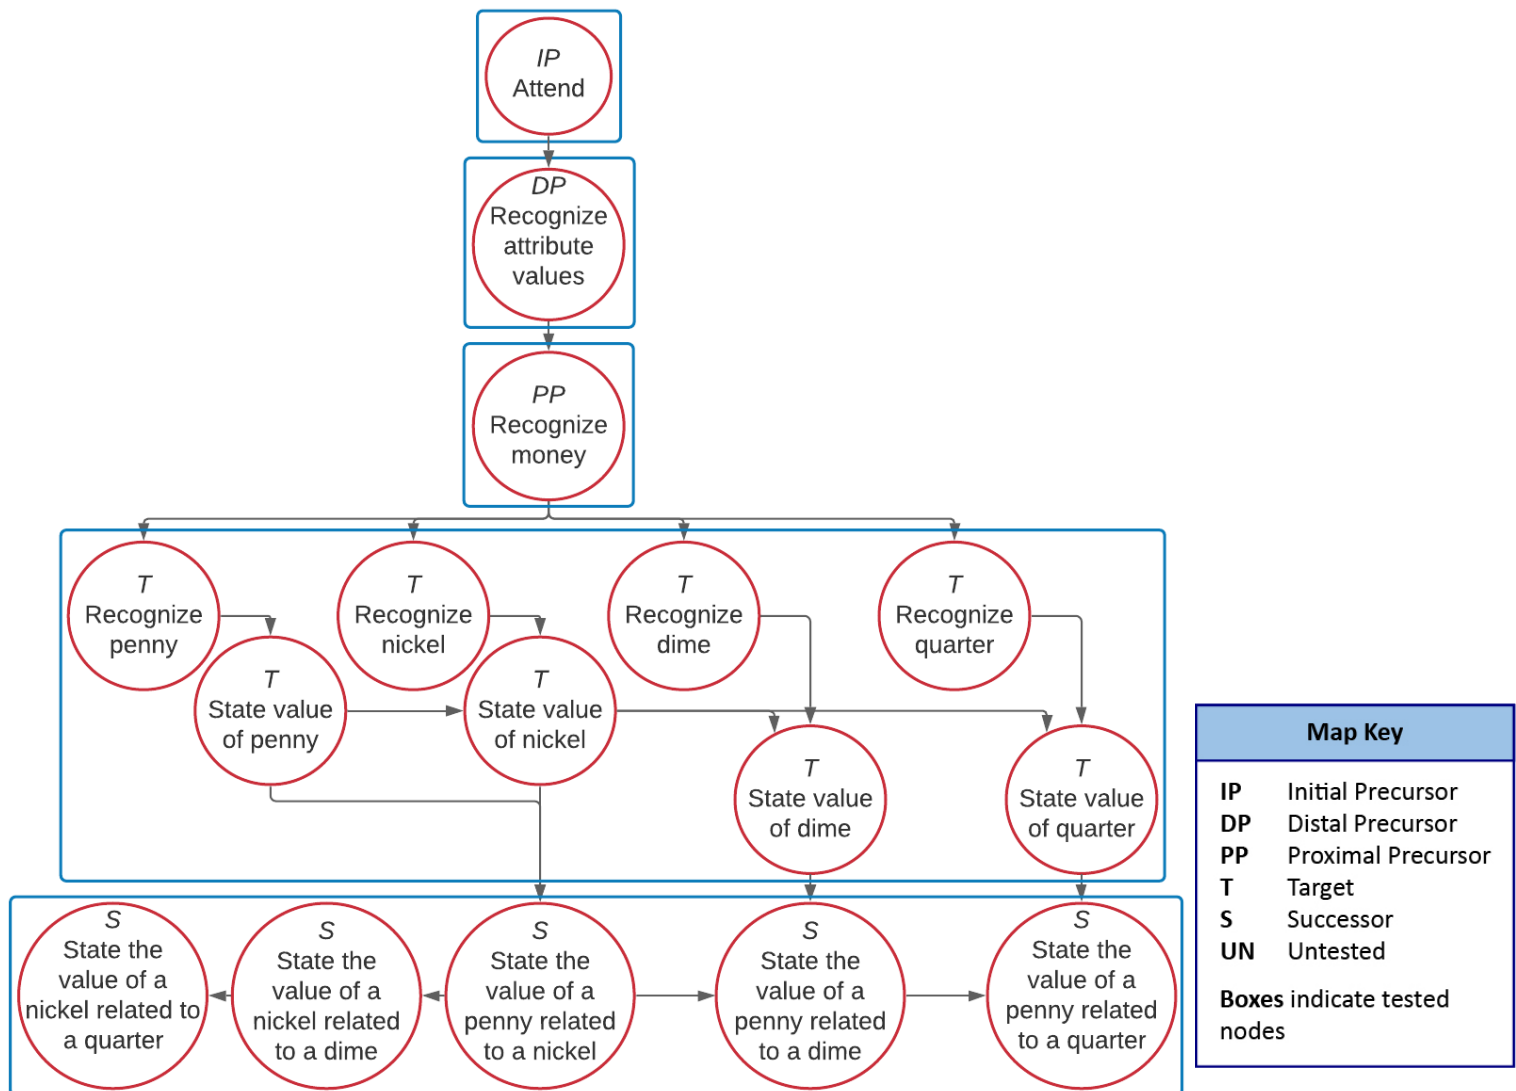 IP
Attend
DP
Recognize
attribute
values
PP
Recognize
money
T
Recognize
penny
T
Recognize
nickel
T
Recognize
dime
T
Recognize
quarter
T
State value
of penny
T
State value
of nickel
T
State value
of dime
T
State value
of quarter
S
State the
value of a
nickel related to
a quarter
S
State the
value of a
nickel related
to a dime
S
State the
value of a
penny related
to a nickel
S
State the
value of a
penny related
to a dime
S
State the
value of a
penny related
to a quarter
Map Key
IP Initial Precursor
DP Distal Precursor
PP Proximal Precursor
T Target
S Successor
UN Untested
Boxes indicate tested
nodes